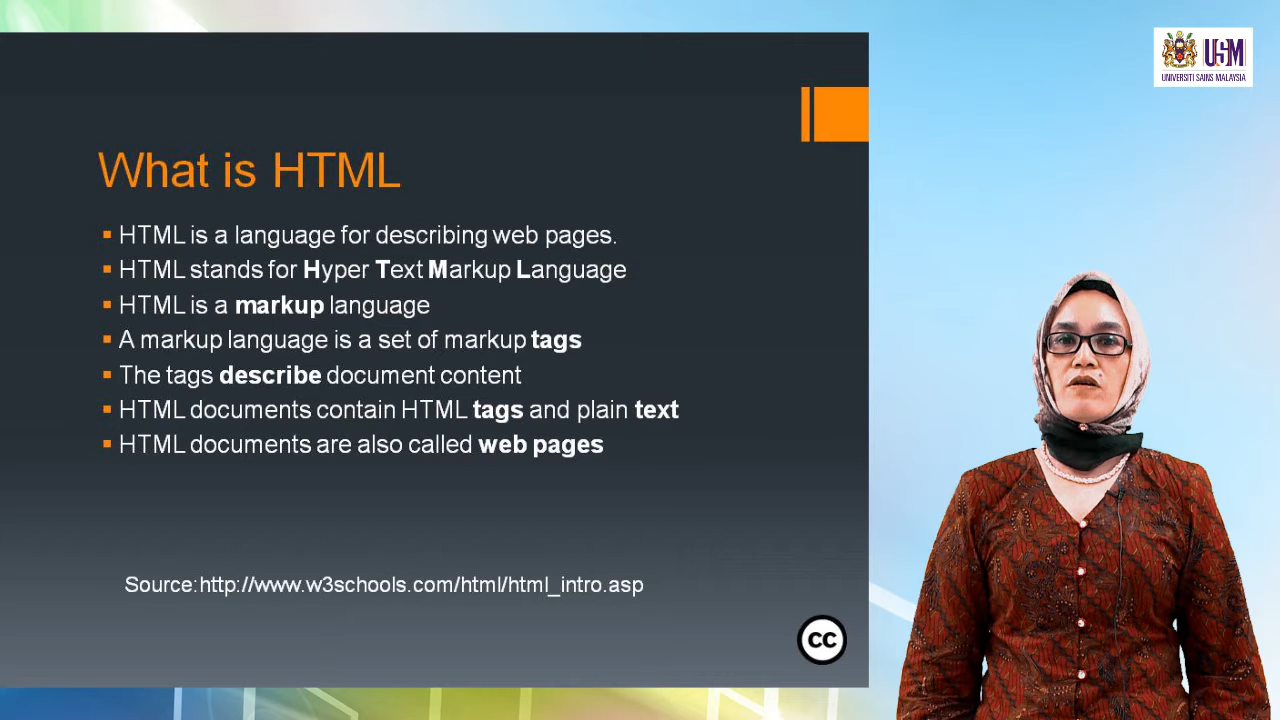 USM
UNIVERSITI SAINS MALAYSIA
What is HTML
HTML is a language for describing web pages.
HTML stands for Hyper Text Markup Language
HTML is a markup language
A markup language is a set of markup tags
The tags describe document content
HTML documents contain HTML tags and plain text
HTML documents are also called web pages
Source:http://www.w3schools.com/html/html_intro.asp
cc